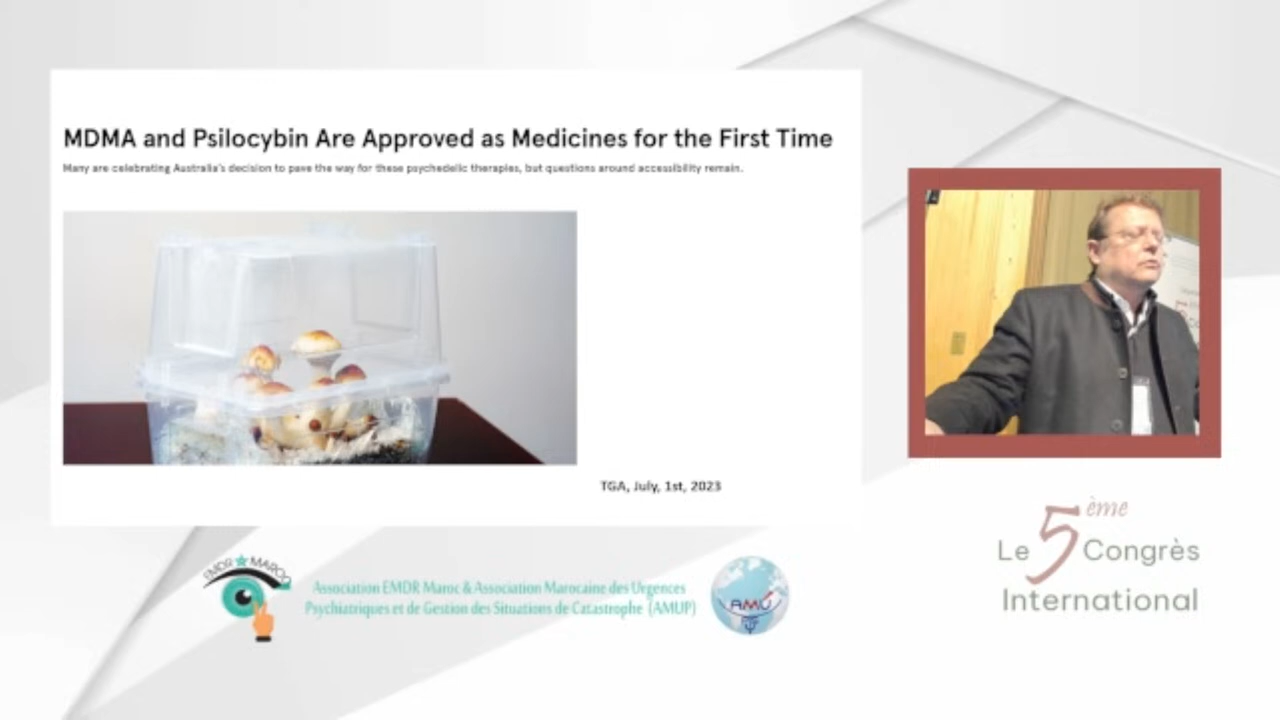 MDMA and Psilocybin Are Approved as Medicines for the First Time
Many are celebrating Australia's decision to pave the way for these psychedelic therapies, but questions around accessibility remain.
TGA, July, 1st, 2023
EMDR MAROC
Association EMDR Maroc & Association Marocaine des Urgences
Psychiatriques et de Gestion des Situations de Catastrophe (AMUP)
AMU
Le 5ème Congrès
International